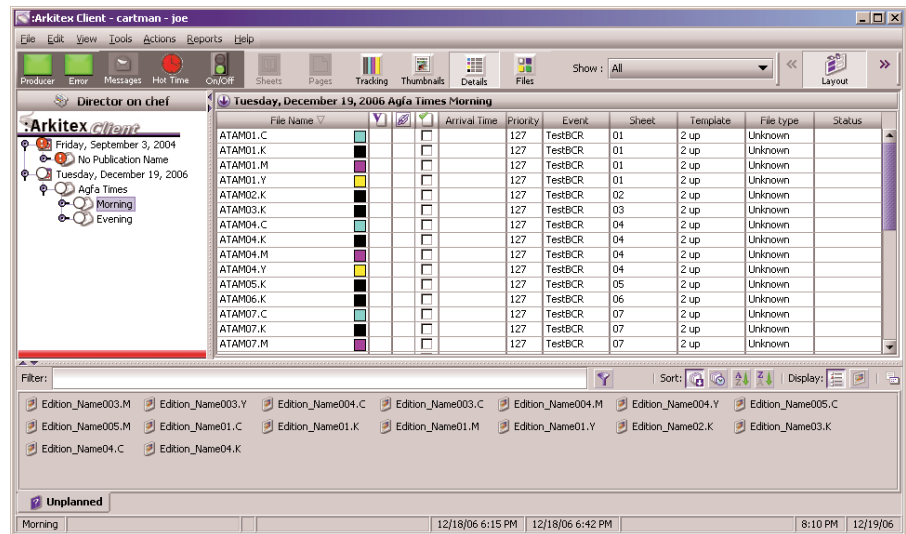 :Arkitex Client - cartman - joe
File Edit View Tools Actions Reports Help
Producer Error Messages Hot Time On/Off Sheets Pages Tracking Thumbnails Details Files Show : All Layout
Director on chef
Tuesday, December 19, 2006 Agfa Times Morning
:Arkitex Client
Friday, September 3, 2004
No Publication Name
Tuesday, December 19, 2006
Agfa Times
Morning
Evening
File Name Arrival Time Priority Event Sheet Template File type Status
ATAM01.C 127 TestBCR 01 2 up Unknown
ATAM01.K 127 TestBCR 01 2 up Unknown
ATAM01.M 127 TestBCR 01 2 up Unknown
ATAM01.Y 127 TestBCR 01 2 up Unknown
ATAM02.K 127 TestBCR 02 2 up Unknown
ATAM03.K 127 TestBCR 03 2 up Unknown
ATAM04.C 127 TestBCR 04 2 up Unknown
ATAM04.K 127 TestBCR 04 2 up Unknown
ATAM04.M 127 TestBCR 04 2 up Unknown
ATAM04.Y 127 TestBCR 04 2 up Unknown
ATAM05.K 127 TestBCR 05 2 up Unknown
ATAM06.K 127 TestBCR 06 2 up Unknown
ATAM07.C 127 TestBCR 07 2 up Unknown
ATAM07.K 127 TestBCR 07 2 up Unknown
ATAM07.M 127 TestBCR 07 2 up Unknown
Filter: Sort: Display:
Edition_Name003.M Edition_Name003.Y Edition_Name004.C Edition_Name003.C Edition_Name004.M Edition_Name004.Y Edition_Name005.C
Edition_Name005.M Edition_Name01.C Edition_Name01.K Edition_Name01.M Edition_Name01.Y Edition_Name02.K Edition_Name03.K
Edition_Name04.C Edition_Name04.K
Unplanned
Morning 12/18/06 6:15 PM 12/18/06 6:42 PM 8:10 PM 12/19/06